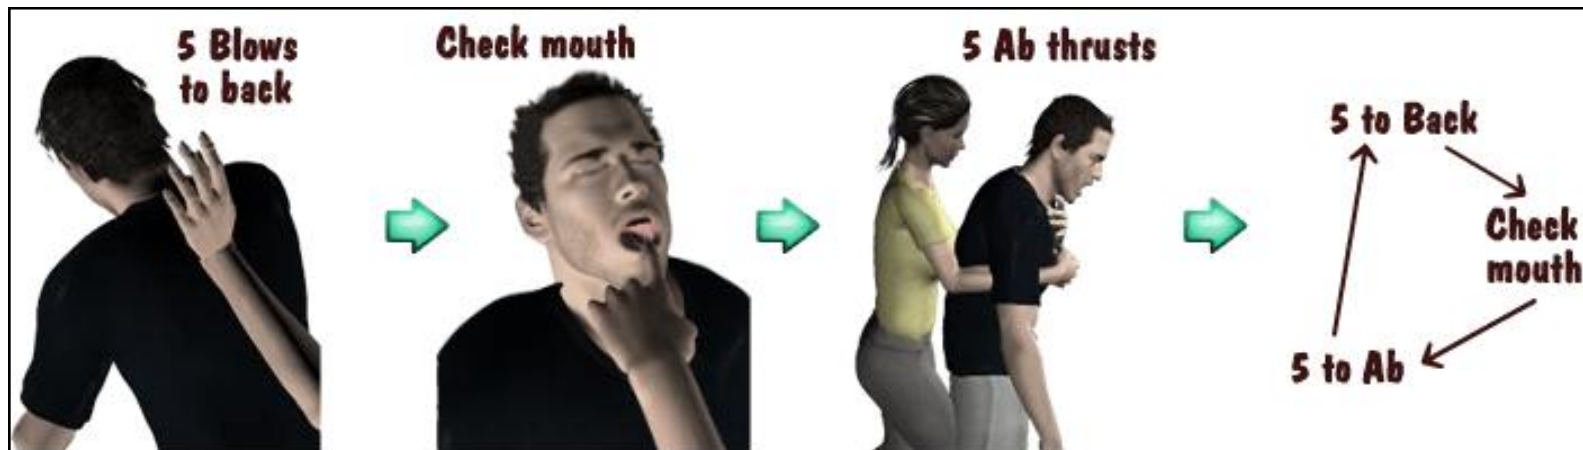 5 Blows
to back
Check mouth
5 Ab thrusts
5 to Back
Check
mouth
5 to Ab